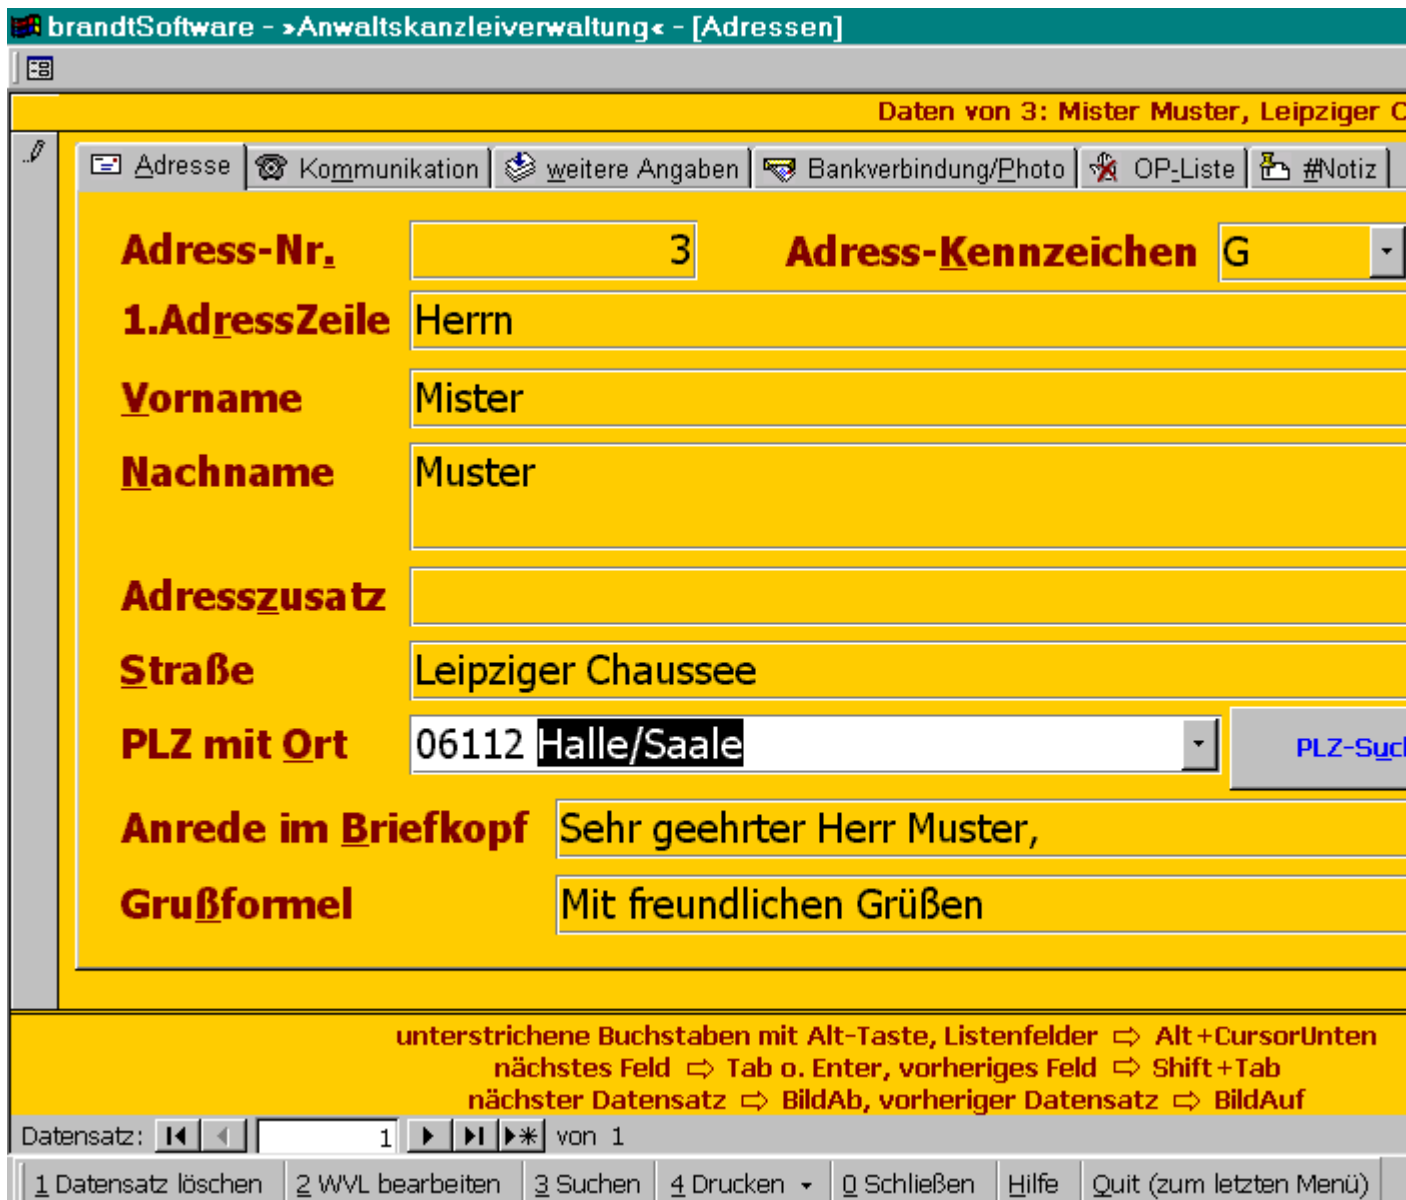 brandtSoftware - »Anwaltskanzleiverwaltung« - [Adressen]
Daten von 3: Mister Muster, Leipziger C
Adresse Kommunikation weitere Angaben Bankverbindung/Photo OP-Liste #Notiz
Adress-Nr. 3 Adress-Kennzeichen G
1.AdressZeile Herrn
Vorname Mister
Nachname Muster
Adresszusatz
Straße Leipziger Chaussee
PLZ mit Ort 06112 Halle/Saale PLZ-Such
Anrede im Briefkopf Sehr geehrter Herr Muster,
Grußformel Mit freundlichen Grüßen
unterstrichene Buchstaben mit Alt-Taste, Listenfelder ⇨ Alt+CursorUnten
nächstes Feld ⇨ Tab o. Enter, vorheriges Feld ⇨ Shift+Tab
nächster Datensatz ⇨ BildAb, vorheriger Datensatz ⇨ BildAuf
Datensatz: 1 von 1
1 Datensatz löschen 2 WVL bearbeiten 3 Suchen 4 Drucken 0 Schließen Hilfe Quit (zum letzten Menü)